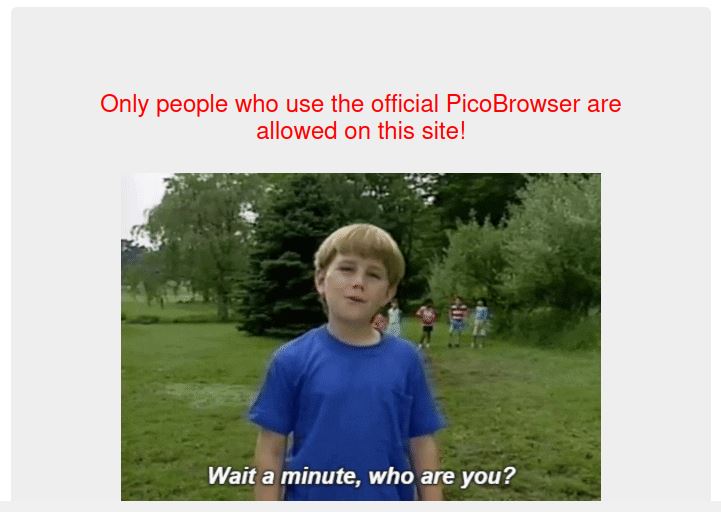 Only people who use the official PicoBrowser are
allowed on this site!
Wait a minute, who are you?